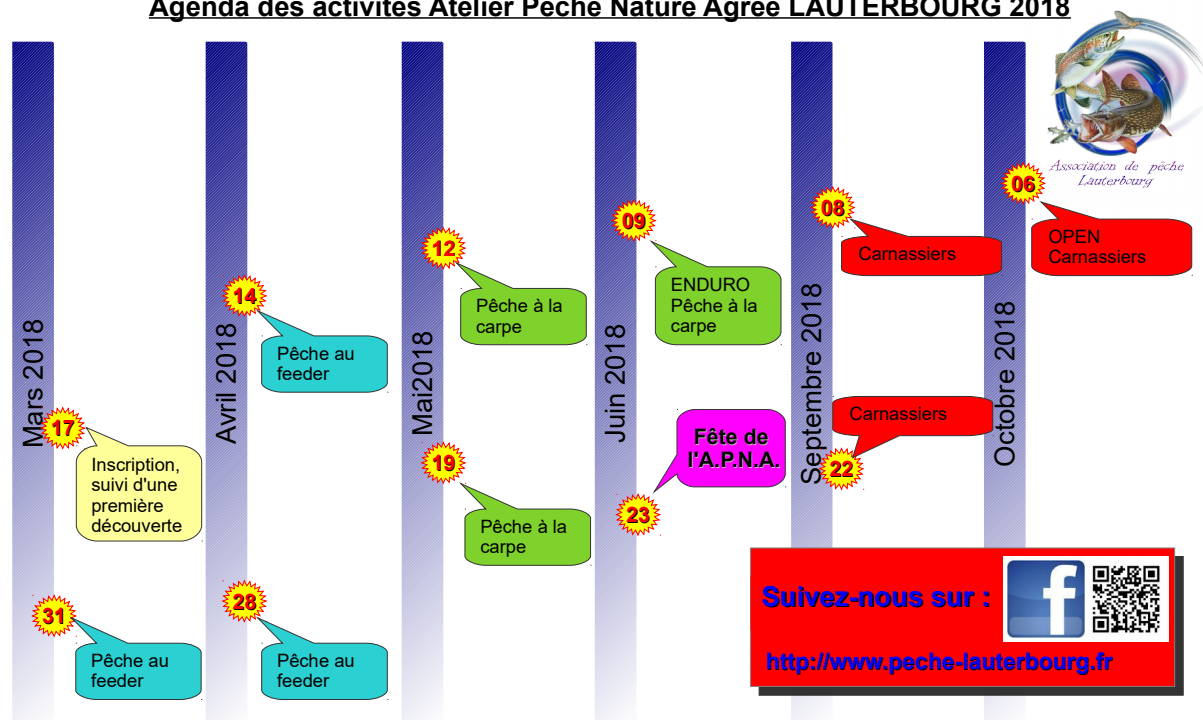 Agenda des activités Atelier Pêche Nature Agréé LAUTERBOURG 2018
Association de pêche
Lauterbourg
Mars 2018
17
Inscription,
suivi d'une
première
découverte
31
Pêche au
feeder
Avril 2018
14
Pêche au
feeder
28
Pêche au
feeder
Mai2018
12
Pêche à la
carpe
19
Pêche à la
carpe
Juin 2018
09
ENDURO
Pêche à la
carpe
23
Fête de
l'A.P.N.A.
Septembre 2018
08
Carnassiers
22
Carnassiers
Octobre 2018
06
OPEN
Carnassiers
Suivez-nous sur :
f
http://www.peche-lauterbourg.fr